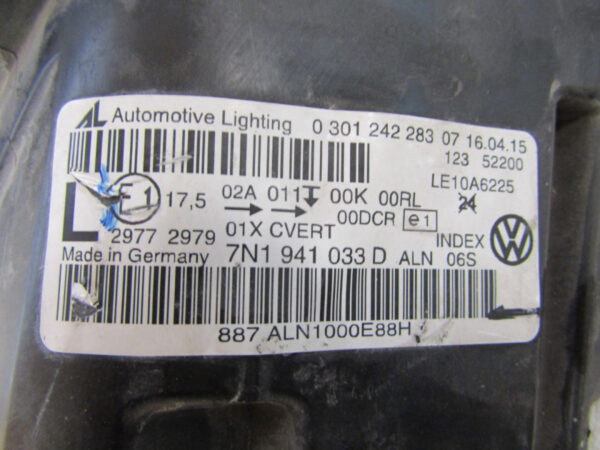 AL Automotive Lighting 0 301 242 283 07 16.04.15
123 52200
LE10A6225
L E1 17,5 02A 011 00K 00RL 24
00DCR e1
01X CVERT
2977 2979 INDEX
Made in Germany 7N1 941 033 D ALN 06S
887 ALN1000E88H